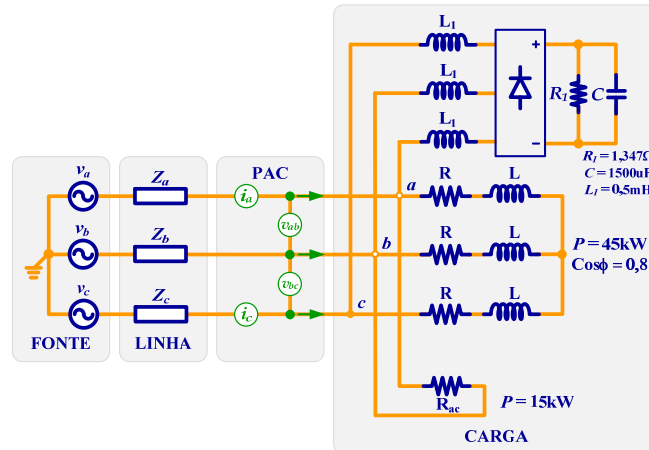 L1
L1
L1
+
−
R1
C
R1 = 1,347Ω
C = 1500uF
L1 = 0,5mH
PAC
va
Za
ia
a
R
L
vab
vb
Zb
b
R
L
P = 45kW
Cosϕ = 0,8
vbc
vc
Zc
ic
c
R
L
FONTE
LINHA
Rac
P = 15kW
CARGA